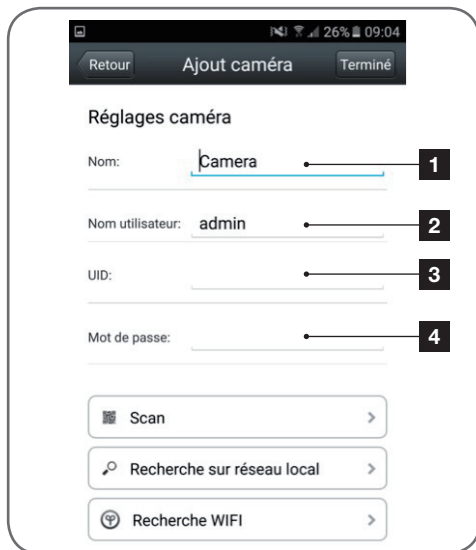 26% 09:04
Retour Ajout caméra Terminé
Réglages caméra
Nom: Camera 1
Nom utilisateur: admin 2
UID: 3
Mot de passe: 4
Scan
Recherche sur réseau local
Recherche WIFI